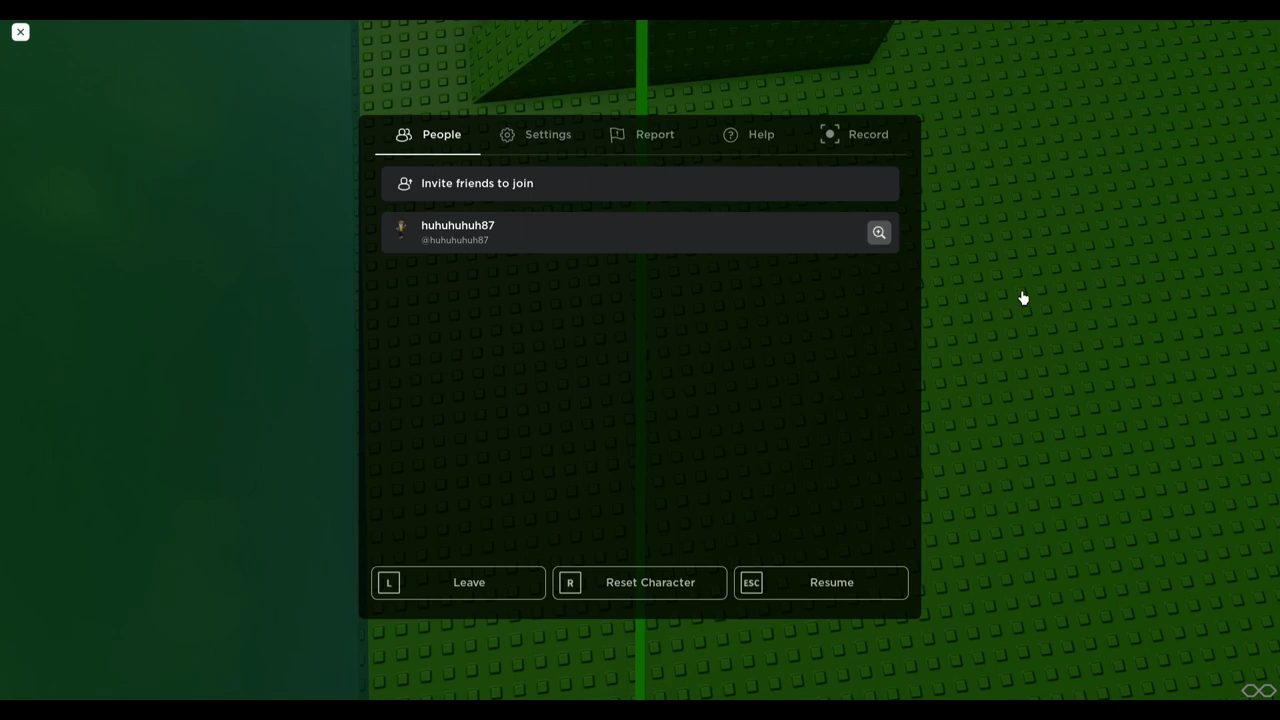 People
Settings
Report
Help
Record
Invite friends to join
huhuhuhuh87
@huhuhuhuh87
L
Leave
R
Reset Character
ESC
Resume